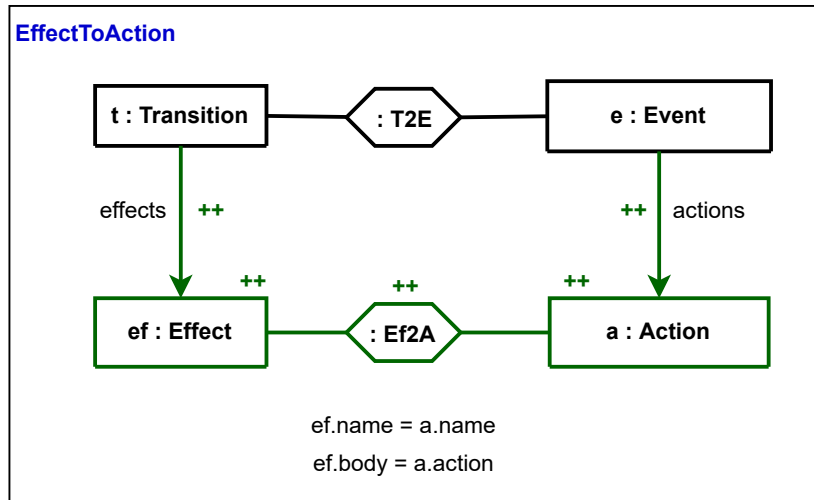 EffectToAction
t : Transition
: T2E
e : Event
effects
++
++
actions
++
++
++
ef : Effect
: Ef2A
a : Action
ef.name = a.name
ef.body = a.action